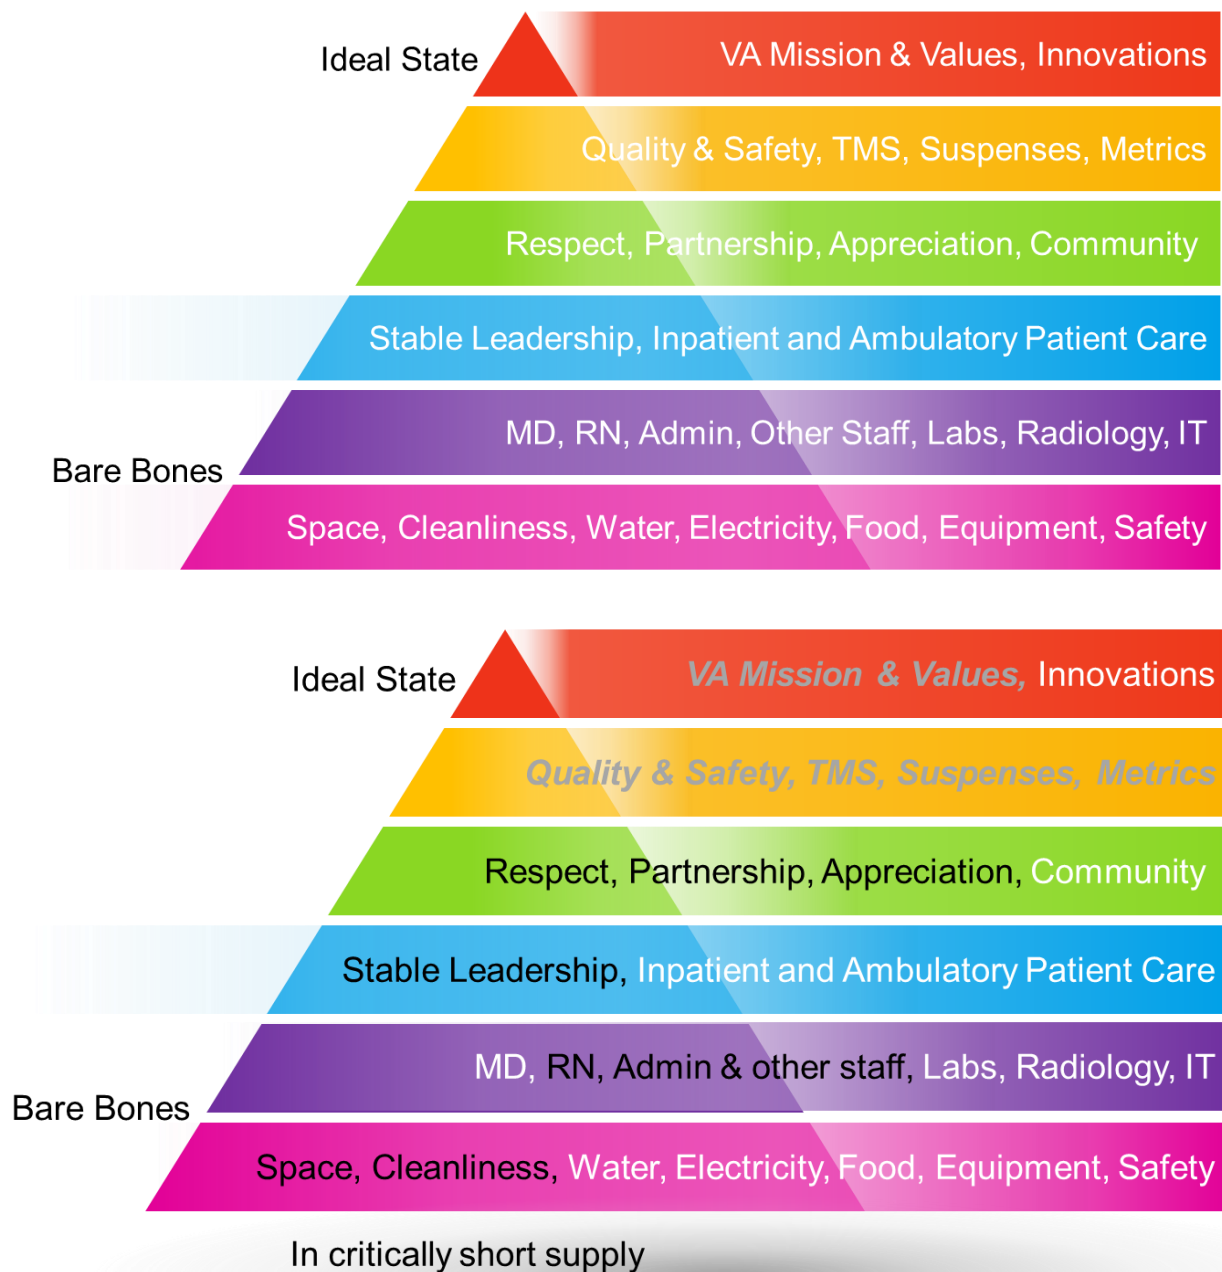 Ideal State
VA Mission & Values, Innovations
Quality & Safety, TMS, Suspenses, Metrics
Respect, Partnership, Appreciation, Community
Stable Leadership, Inpatient and Ambulatory Patient Care
MD, RN, Admin, Other Staff, Labs, Radiology, IT
Bare Bones
Space, Cleanliness, Water, Electricity, Food, Equipment, Safety
Ideal State
VA Mission & Values, Innovations
Quality & Safety, TMS, Suspenses, Metrics
Respect, Partnership, Appreciation, Community
Stable Leadership, Inpatient and Ambulatory Patient Care
MD, RN, Admin & other staff, Labs, Radiology, IT
Bare Bones
Space, Cleanliness, Water, Electricity, Food, Equipment, Safety
In critically short supply